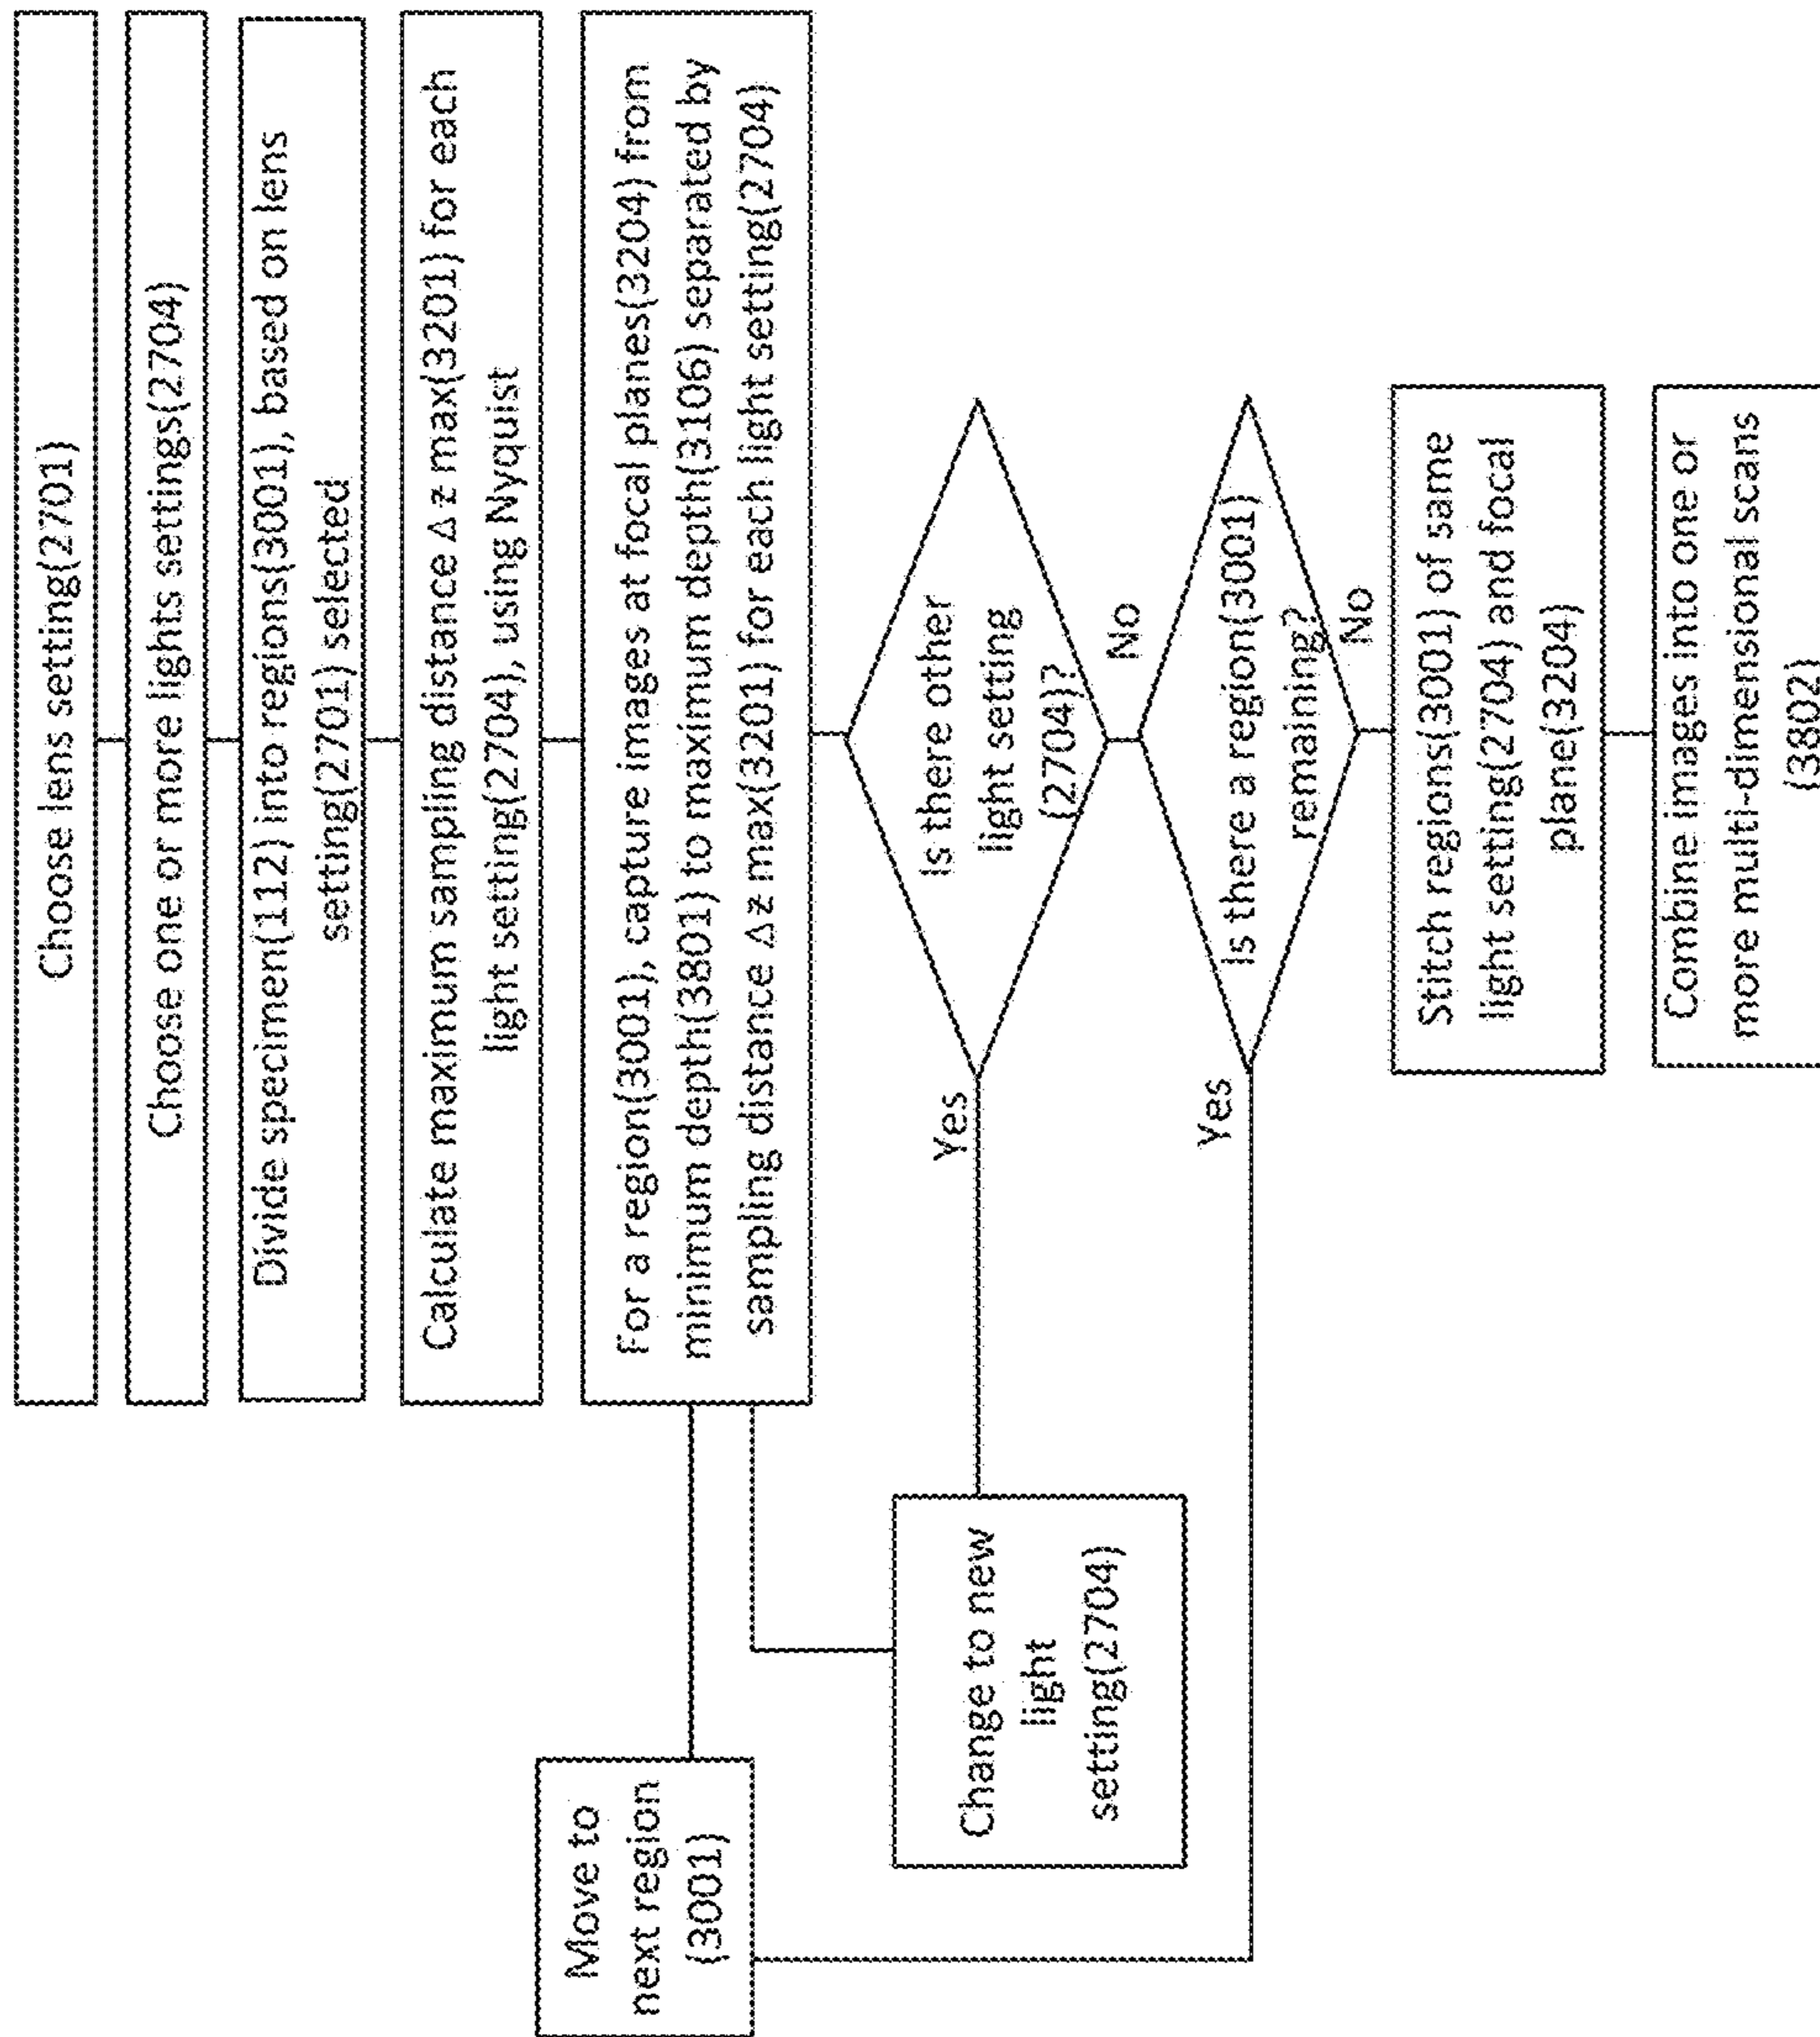 Choose lens setting(2701)
Choose one or more lights settings(2704)
Divide specimen(112) into regions(3001), based on lens
setting(2701) selected
Calculate maximum sampling distance Δz max(3201) for each
light setting(2704), using Nyquist
For a region(3001), capture images at focal planes(3204) from
minimum depth(3801) to maximum depth(3106) separated by
sampling distance Δz max(3201) for each light setting(2704)
Is there other
light setting
(2704)?
Yes
No
Change to new
light
setting(2704)
Is there a region(3001)
remaining?
Yes
No
Move to
next region
(3001)
Stitch regions(3001) of same
light setting(2704) and focal
plane(3204)
Combine images into one or
more multi-dimensional scans
(3802)